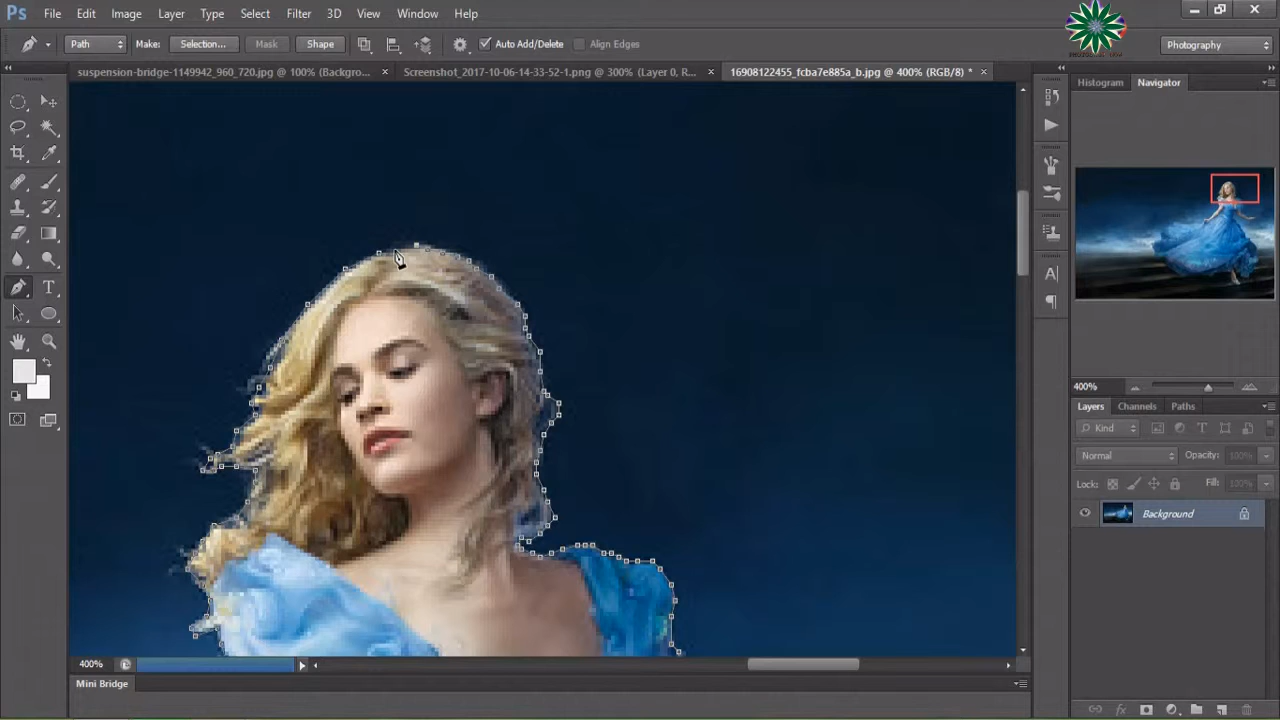 Ps File Edit Image Layer Type Select Filter 3D View Window Help
Path Make: Selection... Mask Shape Auto Add/Delete Align Edges Photography
suspension-bridge-1149942_960_720.jpg @ 100% (Backgro... × Screenshot_2017-10-06-14-33-52-1.png @ 300% (Layer 0, R... × 16908122455_fcba7e885a_b.jpg @ 400% (RGB/8) * ×
Histogram Navigator
400%
Layers Channels Paths
Kind
Normal Opacity: 100%
Lock: Fill: 100%
Background
400%
Mini Bridge